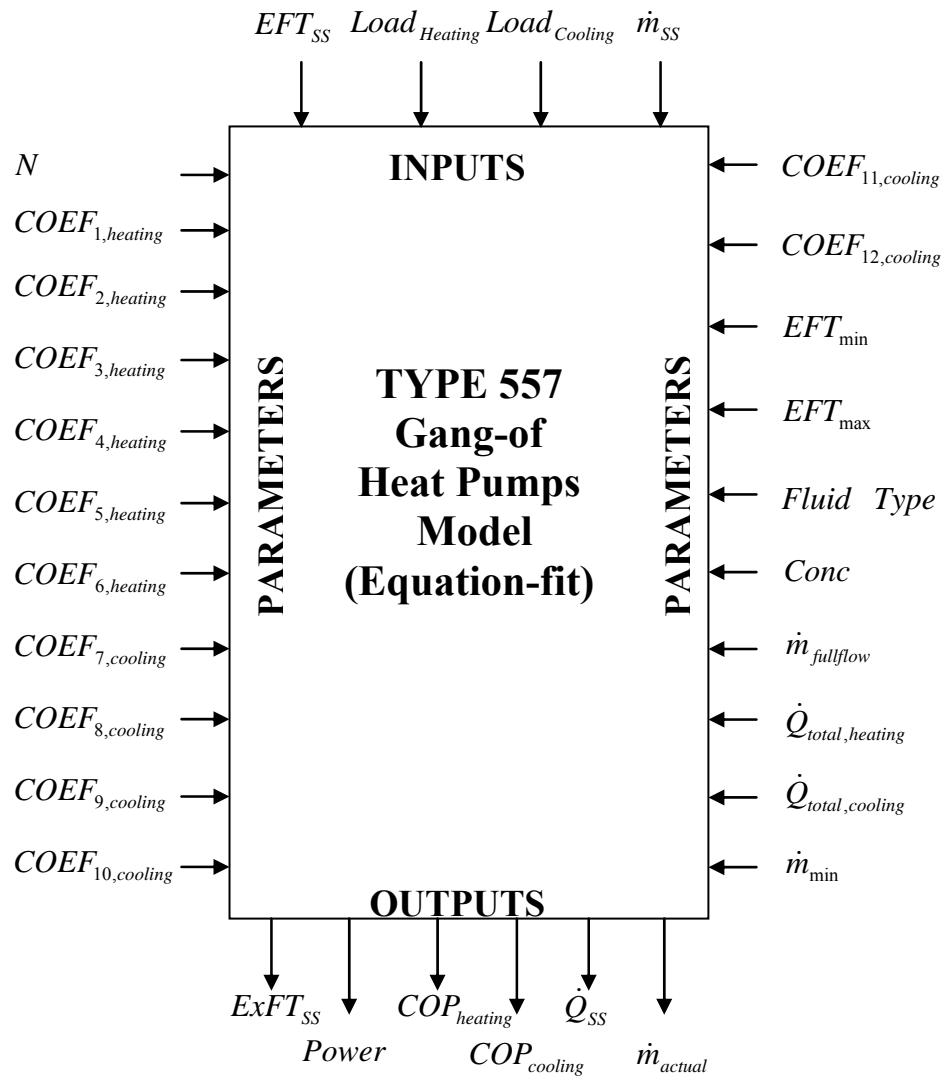 EFT_SS Load_Heating Load_Cooling ṁ_SS
INPUTS
N
COEF_1,heating
COEF_2,heating
COEF_3,heating
COEF_4,heating
COEF_5,heating
COEF_6,heating
COEF_7,cooling
COEF_8,cooling
COEF_9,cooling
COEF_10,cooling
PARAMETERS
TYPE 557
Gang-of
Heat Pumps
Model
(Equation-fit)
PARAMETERS
COEF_11,cooling
COEF_12,cooling
EFT_min
EFT_max
Fluid Type
Conc
ṁ_fullflow
Q̇_total,heating
Q̇_total,cooling
ṁ_min
OUTPUTS
ExFT_SS COP_heating Q̇_SS
Power COP_cooling ṁ_actual